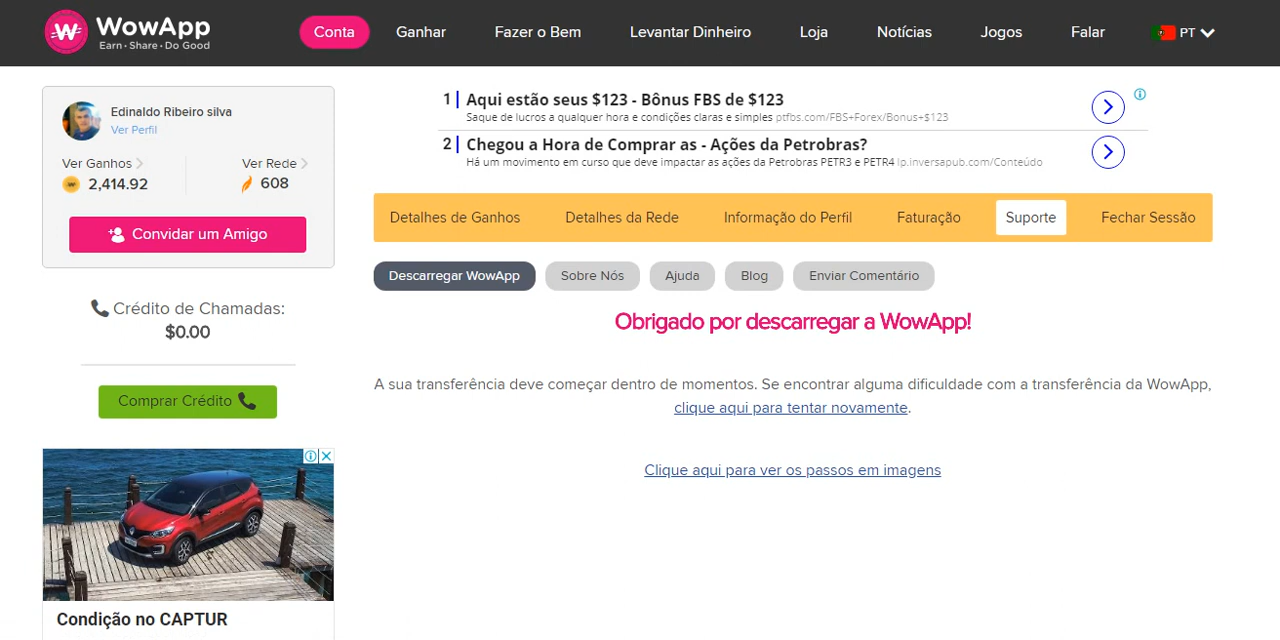 WowApp
Earn • Share • Do Good
Conta
Ganhar
Fazer o Bem
Levantar Dinheiro
Loja
Notícias
Jogos
Falar
PT
Edinaldo Ribeiro silva
Ver Perfil
Ver Ganhos
Ver Rede
2,414.92
608
Convidar um Amigo
Crédito de Chamadas:
$0.00
Comprar Crédito
Condição no CAPTUR
1 Aqui estão seus $123 - Bônus FBS de $123
Saque de lucros a qualquer hora e condições claras e simples ptfbs.com/FBS+Forex/Bonus+$123
2 Chegou a Hora de Comprar as - Ações da Petrobras?
Há um movimento em curso que deve impactar as ações da Petrobras PETR3 e PETR4 lp.inversapub.com/Conteúdo
Detalhes de Ganhos
Detalhes da Rede
Informação do Perfil
Faturação
Suporte
Fechar Sessão
Descarregar WowApp
Sobre Nós
Ajuda
Blog
Enviar Comentário
Obrigado por descarregar a WowApp!
A sua transferência deve começar dentro de momentos. Se encontrar alguma dificuldade com a transferência da WowApp,
clique aqui para tentar novamente.
Clique aqui para ver os passos em imagens